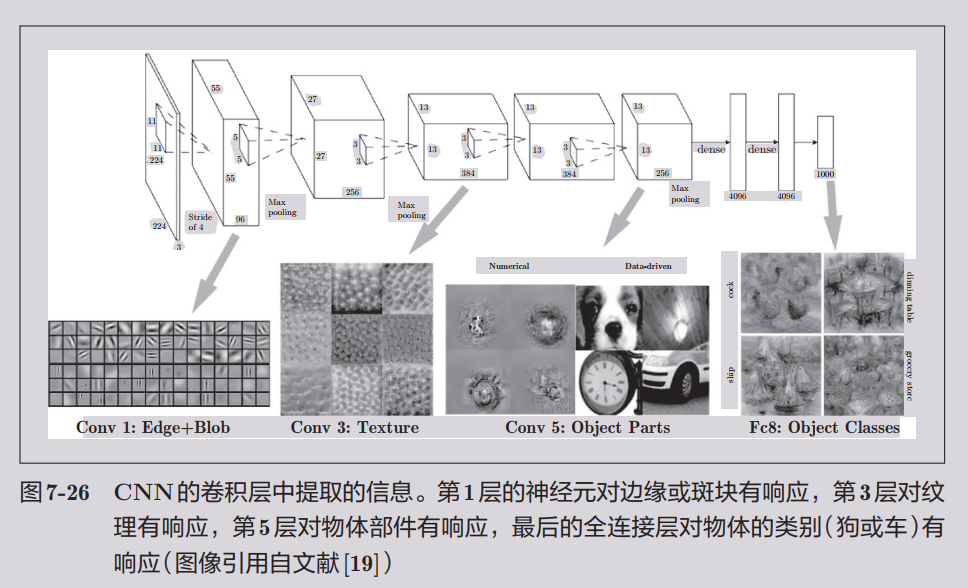 11
11
224
224
3
Stride
of 4
55
55
96
5
5
Max
pooling
27
27
256
3
3
Max
pooling
13
13
384
3
3
13
13
384
3
3
13
13
256
Max
pooling
dense
4096
dense
4096
1000
Numerical
Data-driven
cock
dinning table
ship
grocery store
Conv 1: Edge+Blob
Conv 3: Texture
Conv 5: Object Parts
Fc8: Object Classes
图7-26 CNN的卷积层中提取的信息。第1层的神经元对边缘或斑块有响应，第3层对纹
理有响应，第5层对物体部件有响应，最后的全连接层对物体的类别（狗或车）有
响应（图像引用自文献[19]）